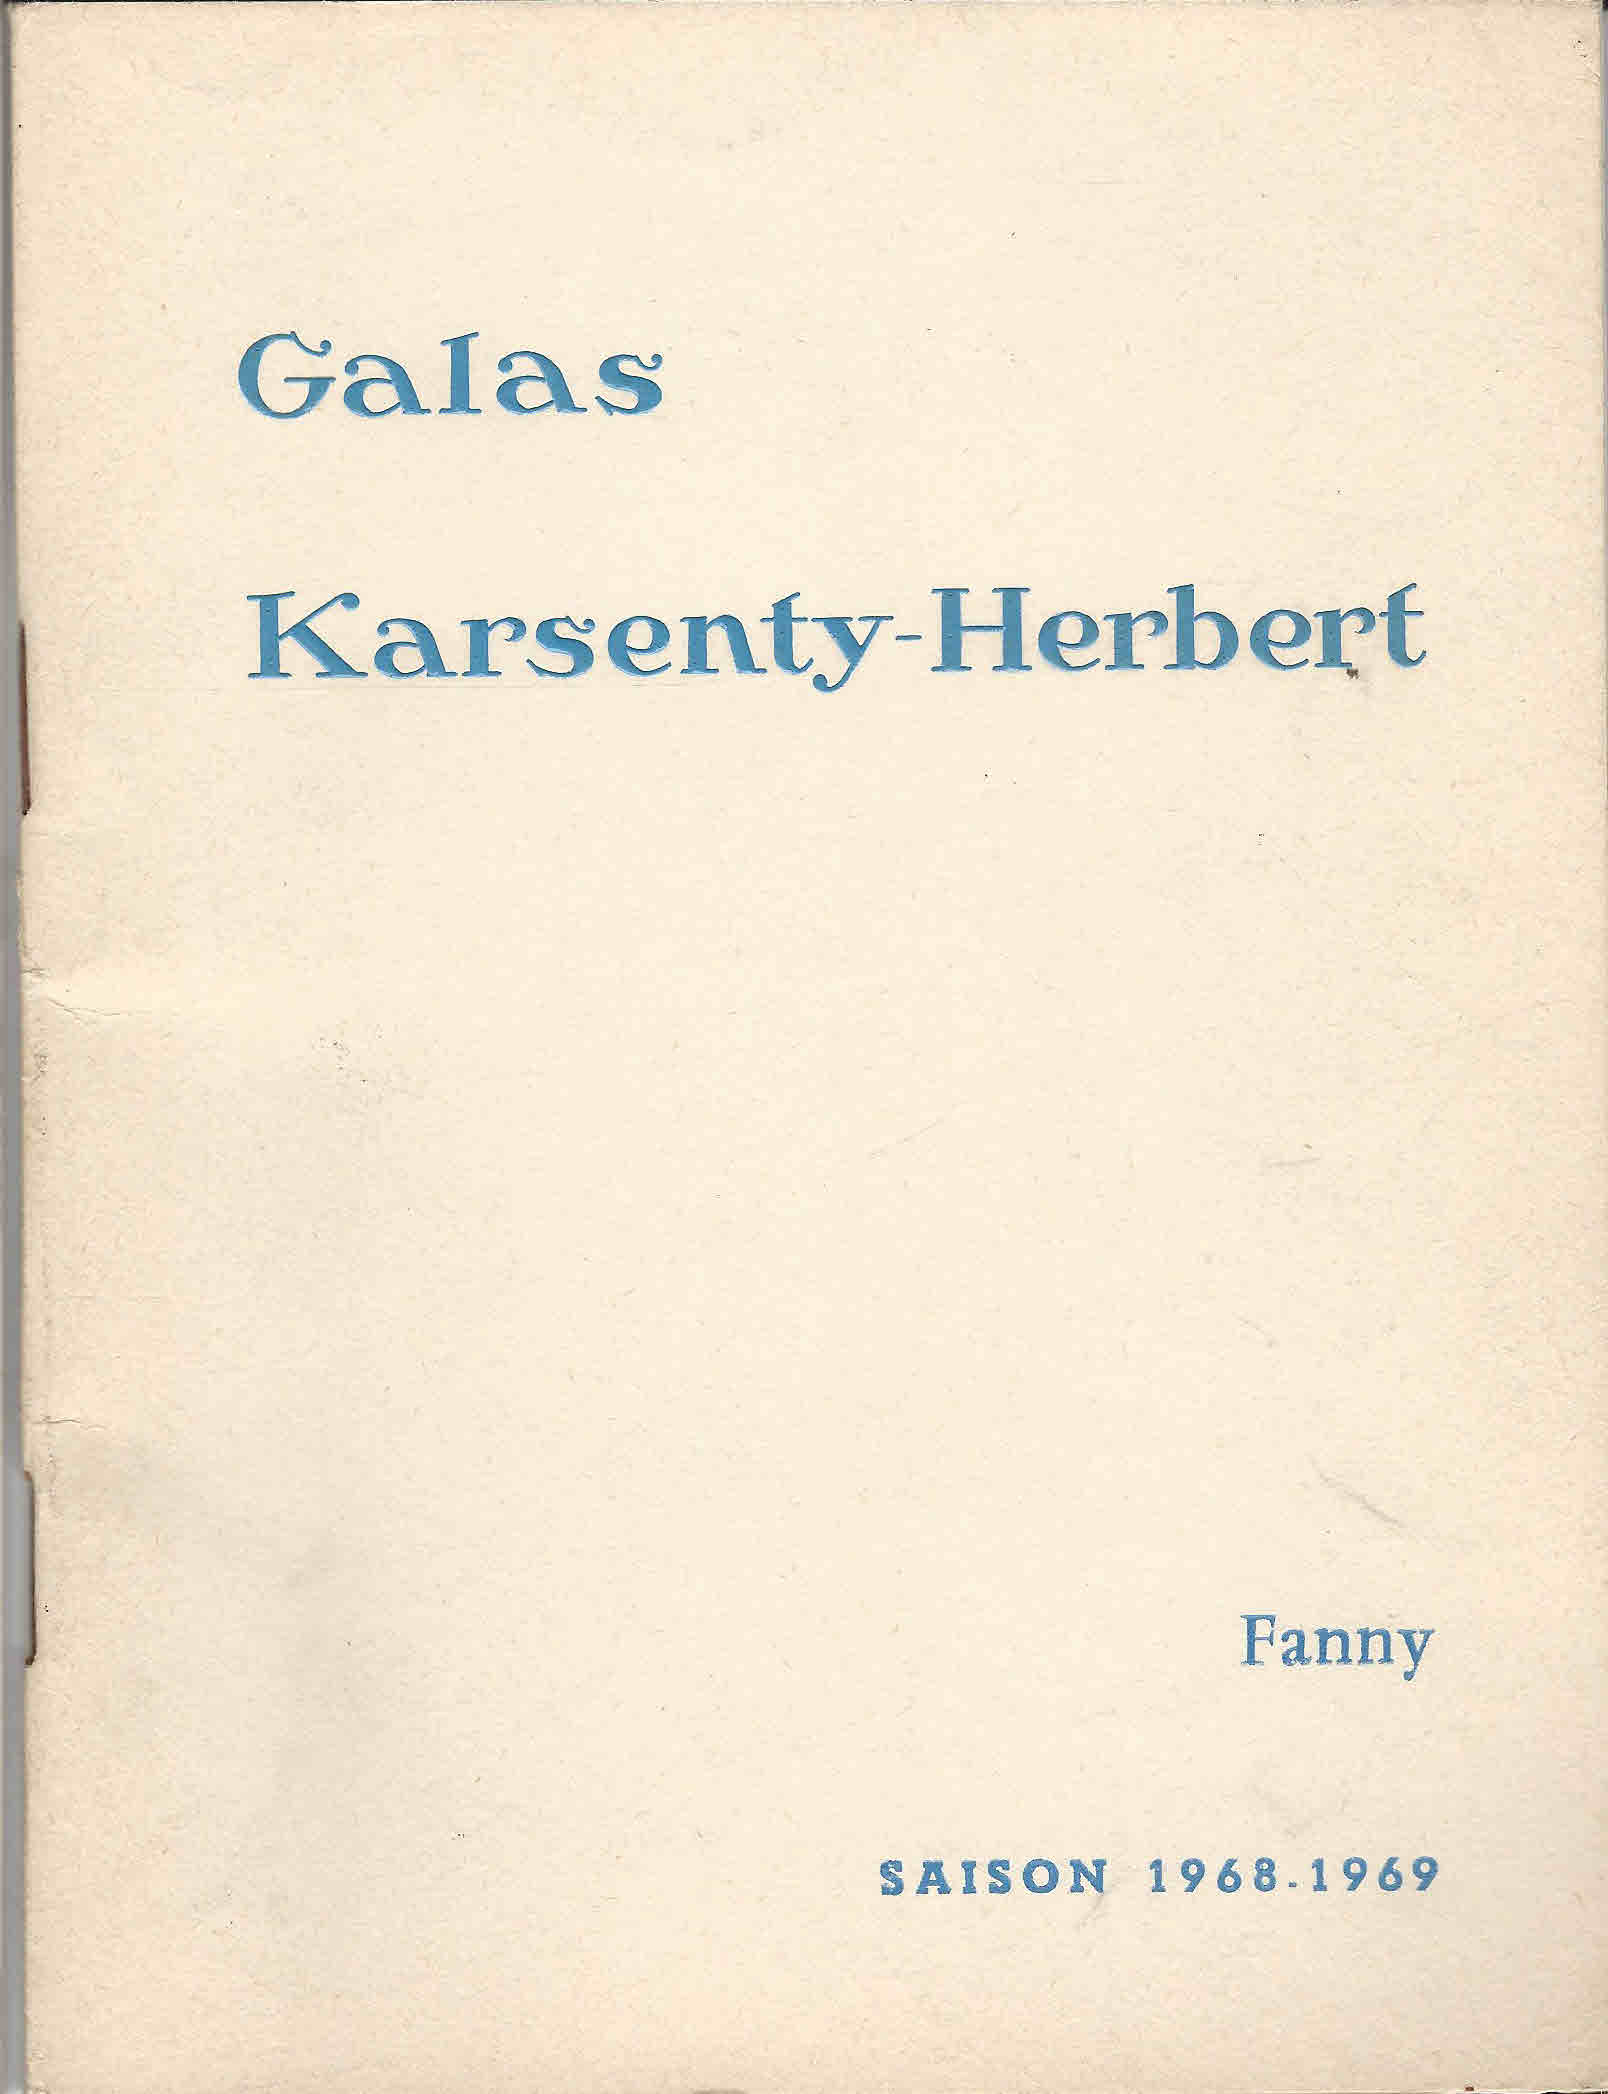 Galas
Karsenty-Herbert
Fanny
SAISON 1968-1969